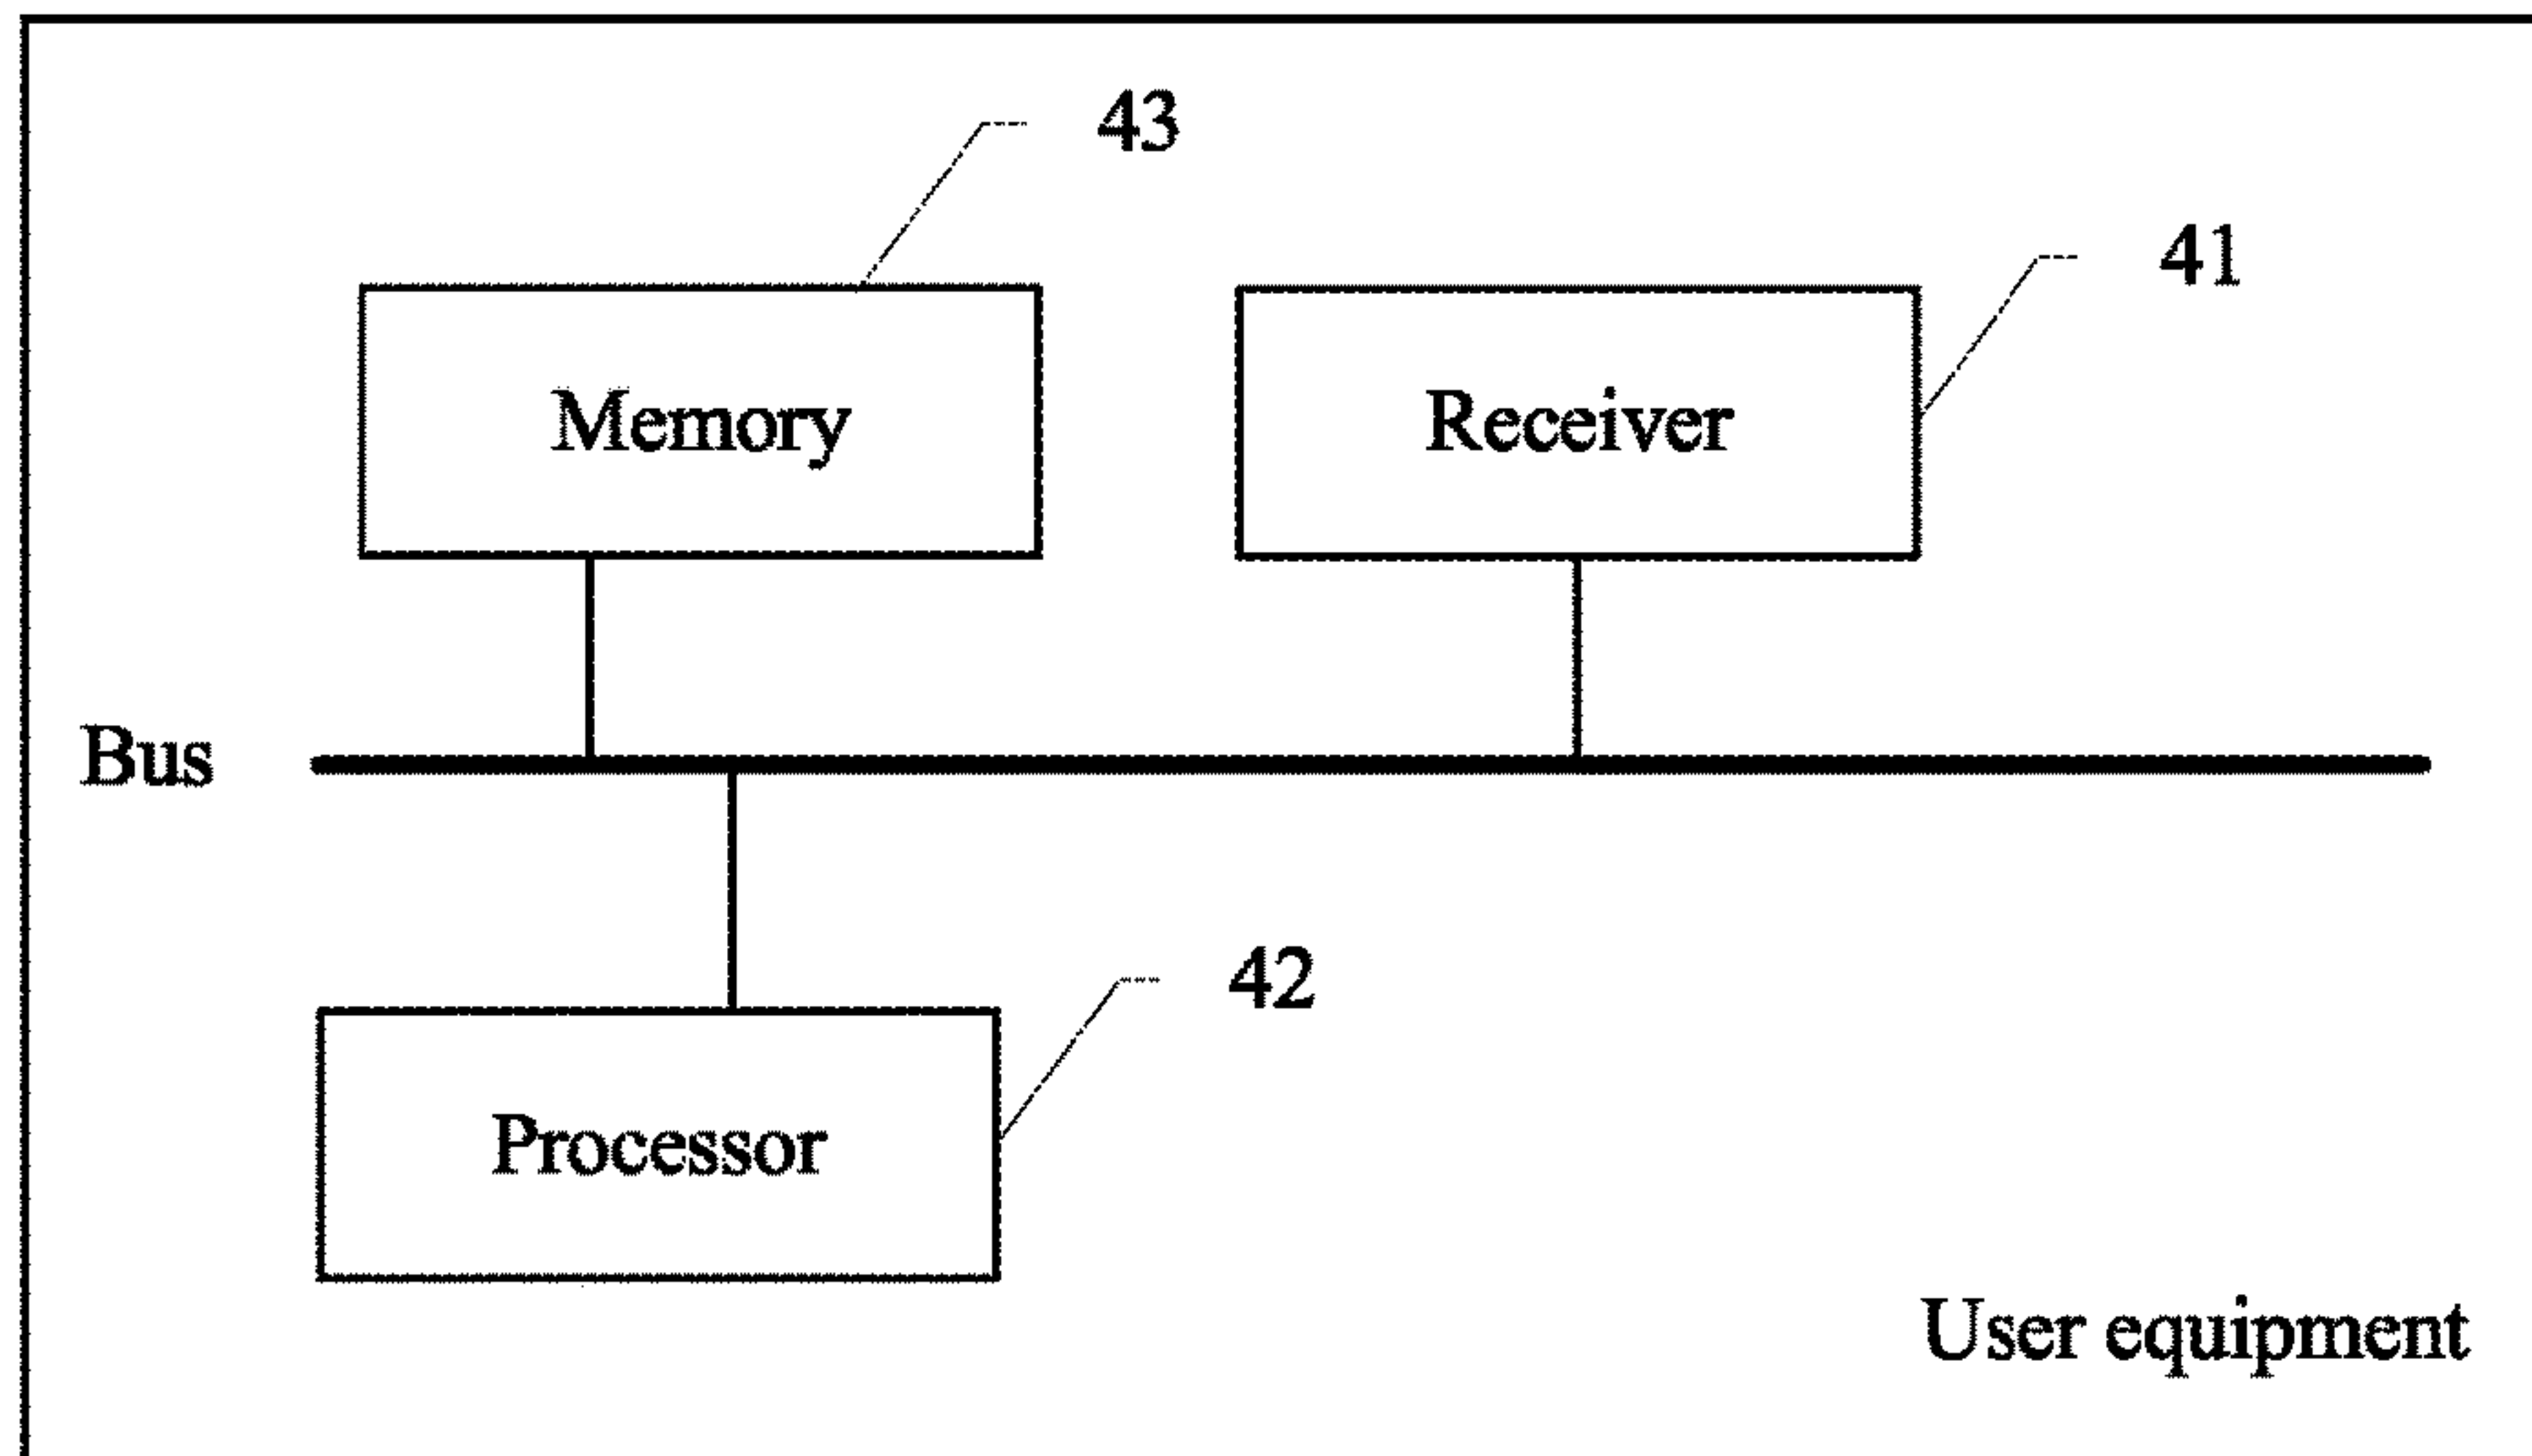 43
41
Memory
Receiver
Bus
42
Processor
User equipment